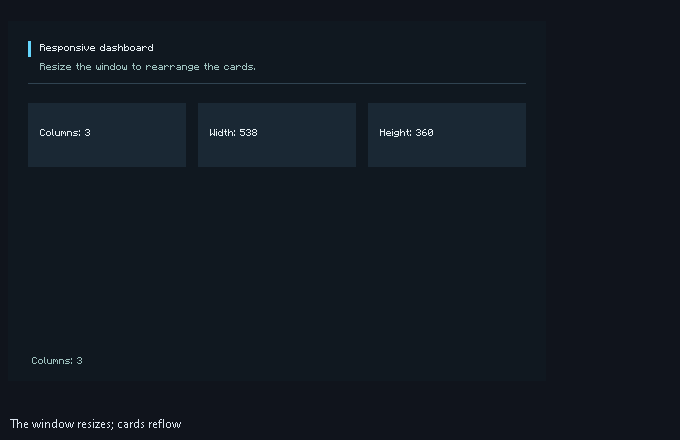 Responsive dashboard
Resize the window to rearrange the cards.
Columns: 3
Width: 538
Height: 360
Columns: 3
The window resizes; cards reflow